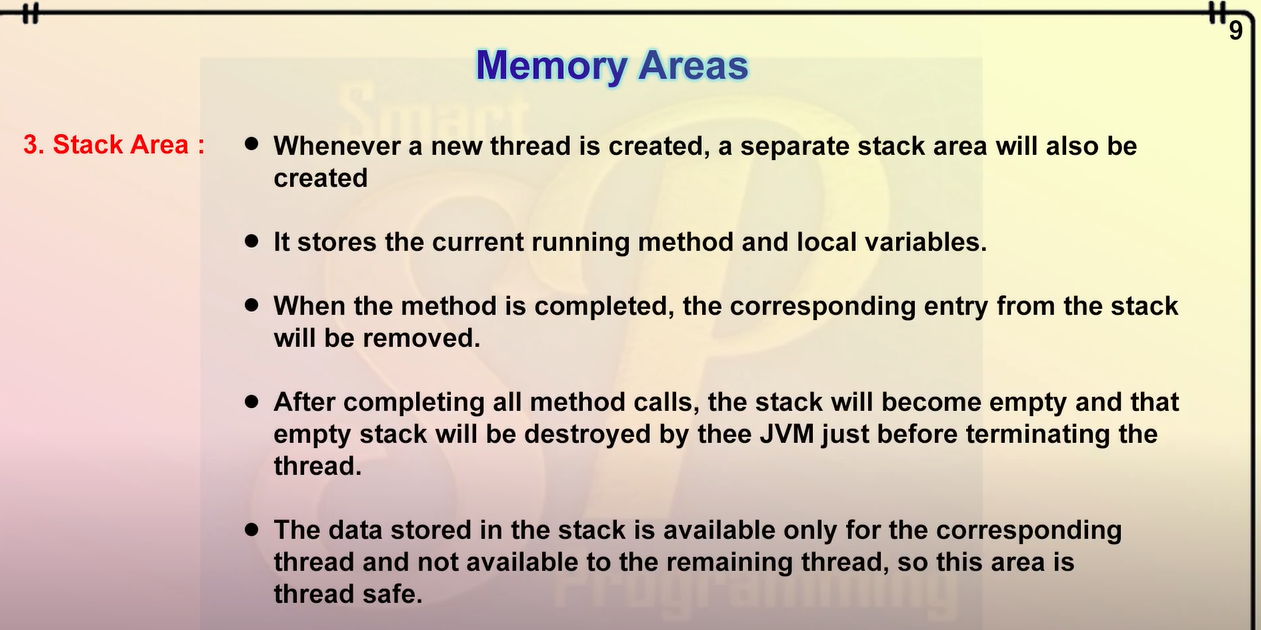 9
Memory Areas
3. Stack Area :
● Whenever a new thread is created, a separate stack area will also be
created
● It stores the current running method and local variables.
● When the method is completed, the corresponding entry from the stack
will be removed.
● After completing all method calls, the stack will become empty and that
empty stack will be destroyed by thee JVM just before terminating the
thread.
● The data stored in the stack is available only for the corresponding
thread and not available to the remaining thread, so this area is
thread safe.
Smart
SP
Programming